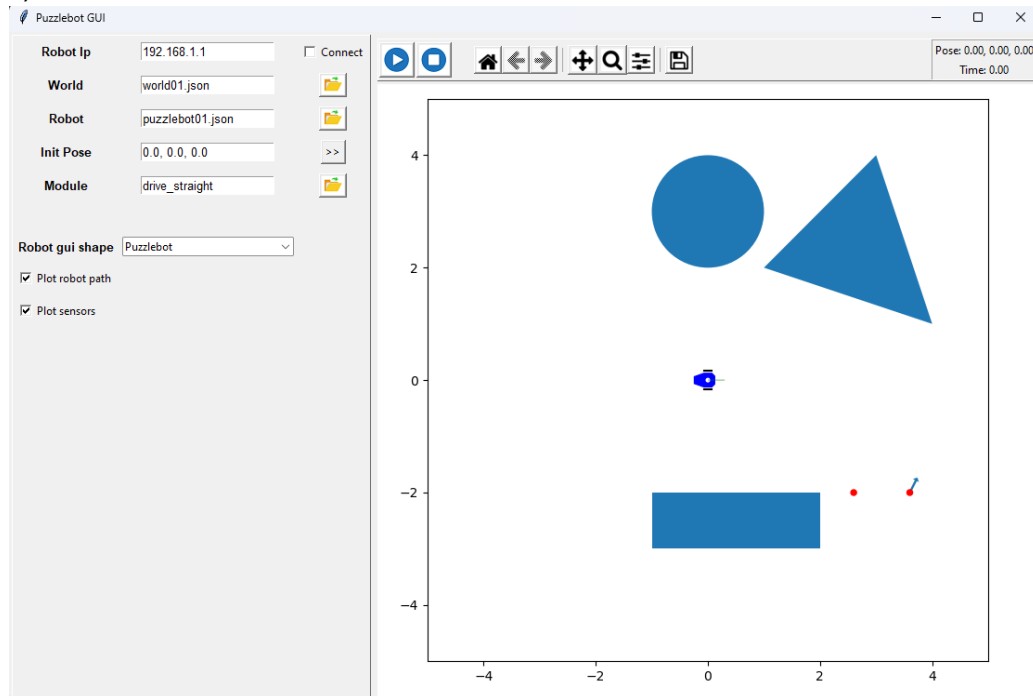 Puzzlebot GUI
Robot Ip 192.168.1.1 Connect
World world01.json
Robot puzzlebot01.json
Init Pose 0.0, 0.0, 0.0 >>
Module drive_straight
Robot gui shape Puzzlebot
Plot robot path
Plot sensors
Pose: 0.00, 0.00, 0.00
Time: 0.00
4
2
0
−2
−4
−4 −2 0 2 4